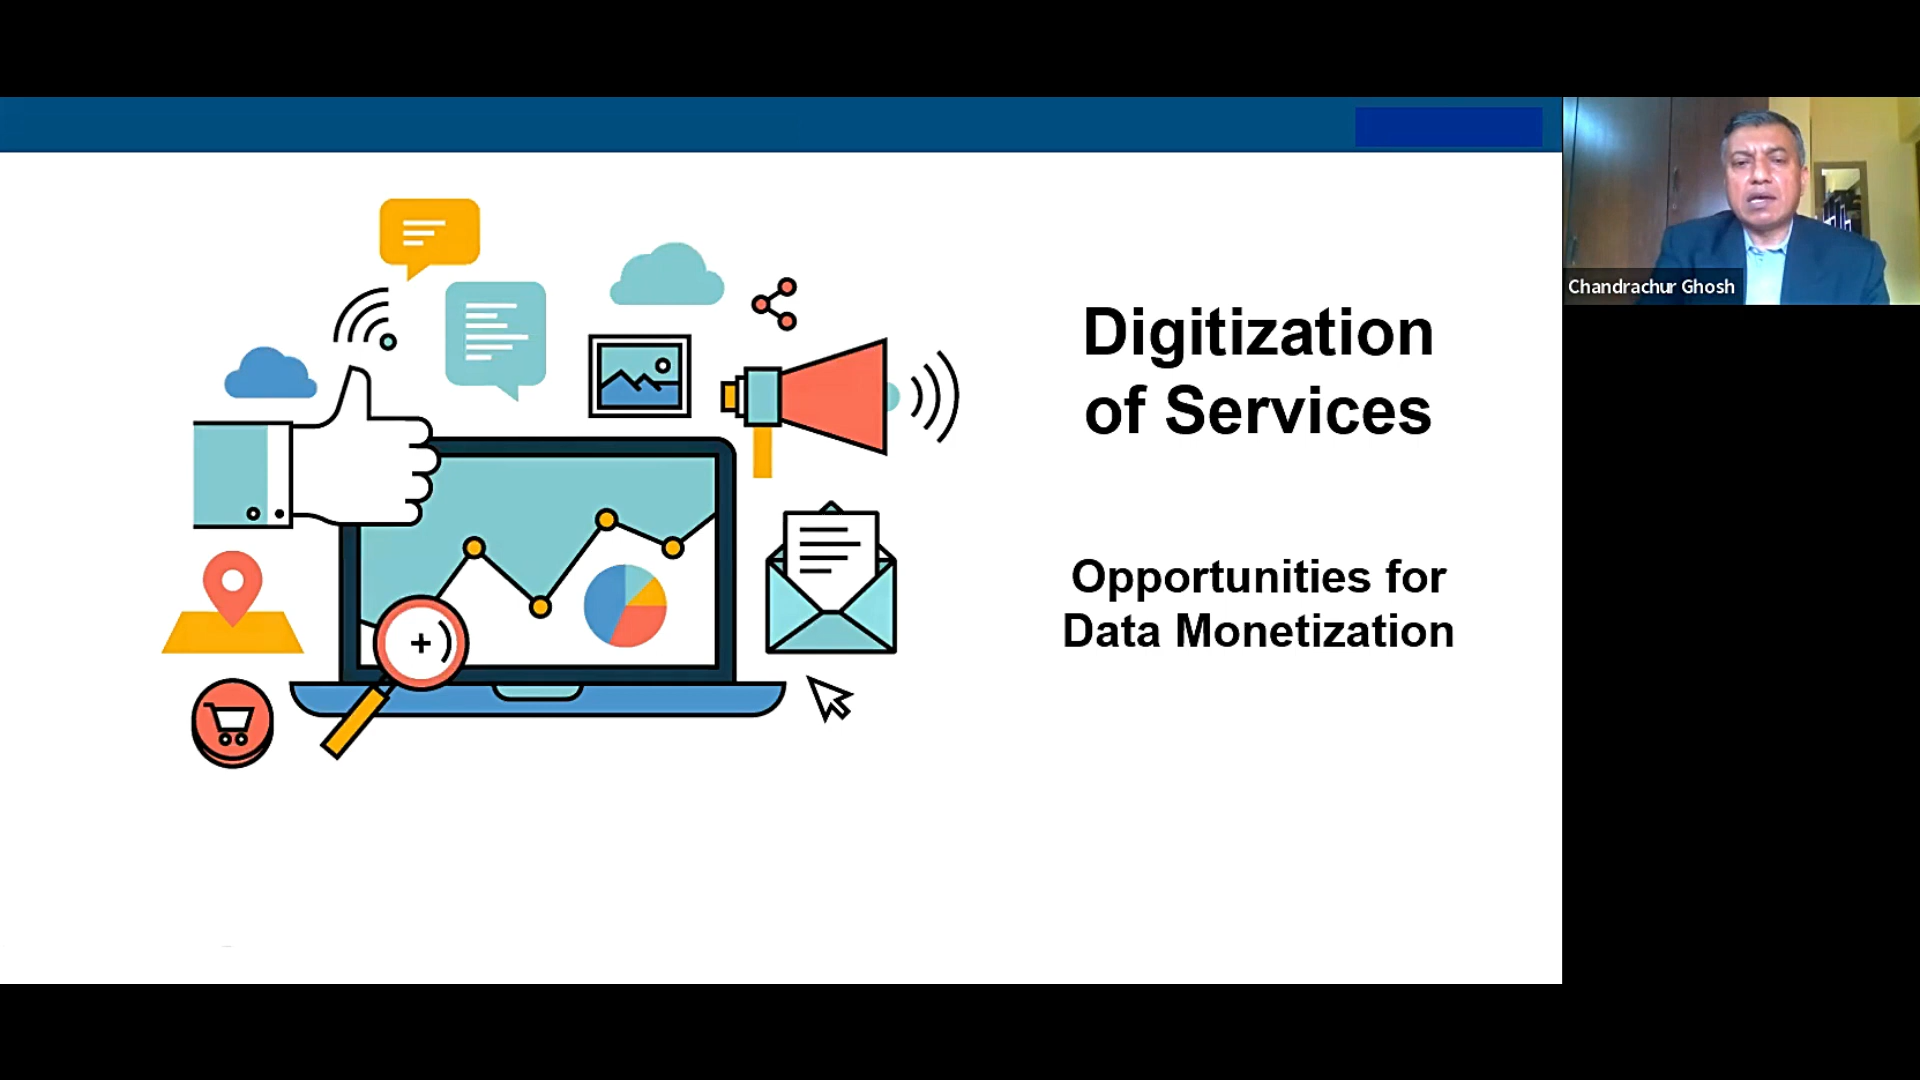 Digitization
of Services
Opportunities for
Data Monetization
Chandrachur Ghosh